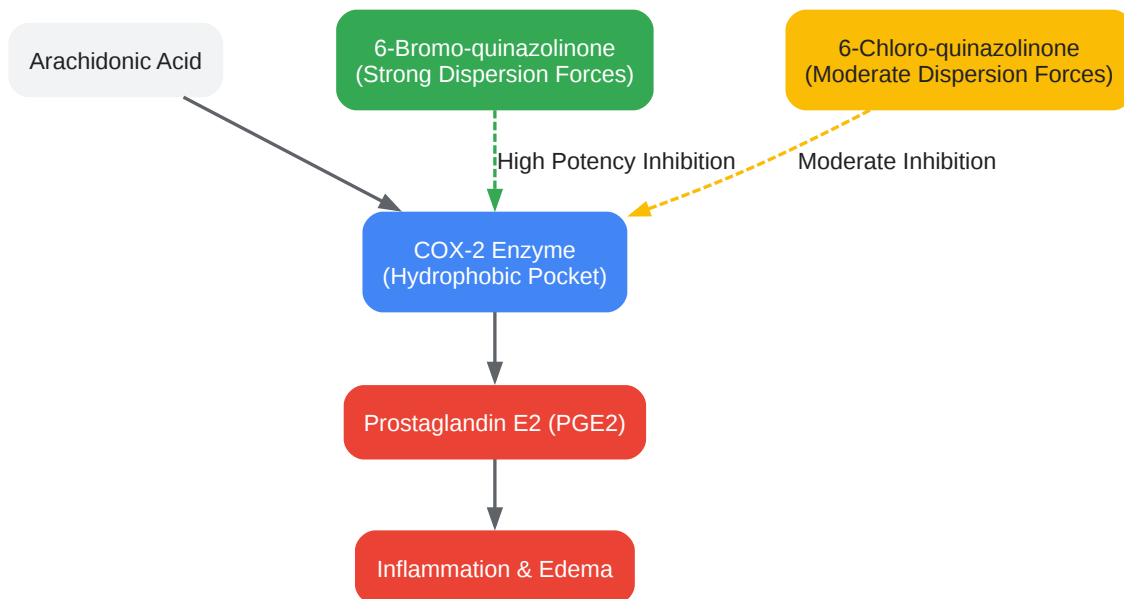 Arachidonic Acid
6-Bromo-quinazolinone
(Strong Dispersion Forces)
6-Chloro-quinazolinone
(Moderate Dispersion Forces)
High Potency Inhibition
Moderate Inhibition
COX-2 Enzyme
(Hydrophobic Pocket)
Prostaglandin E2 (PGE2)
Inflammation & Edema